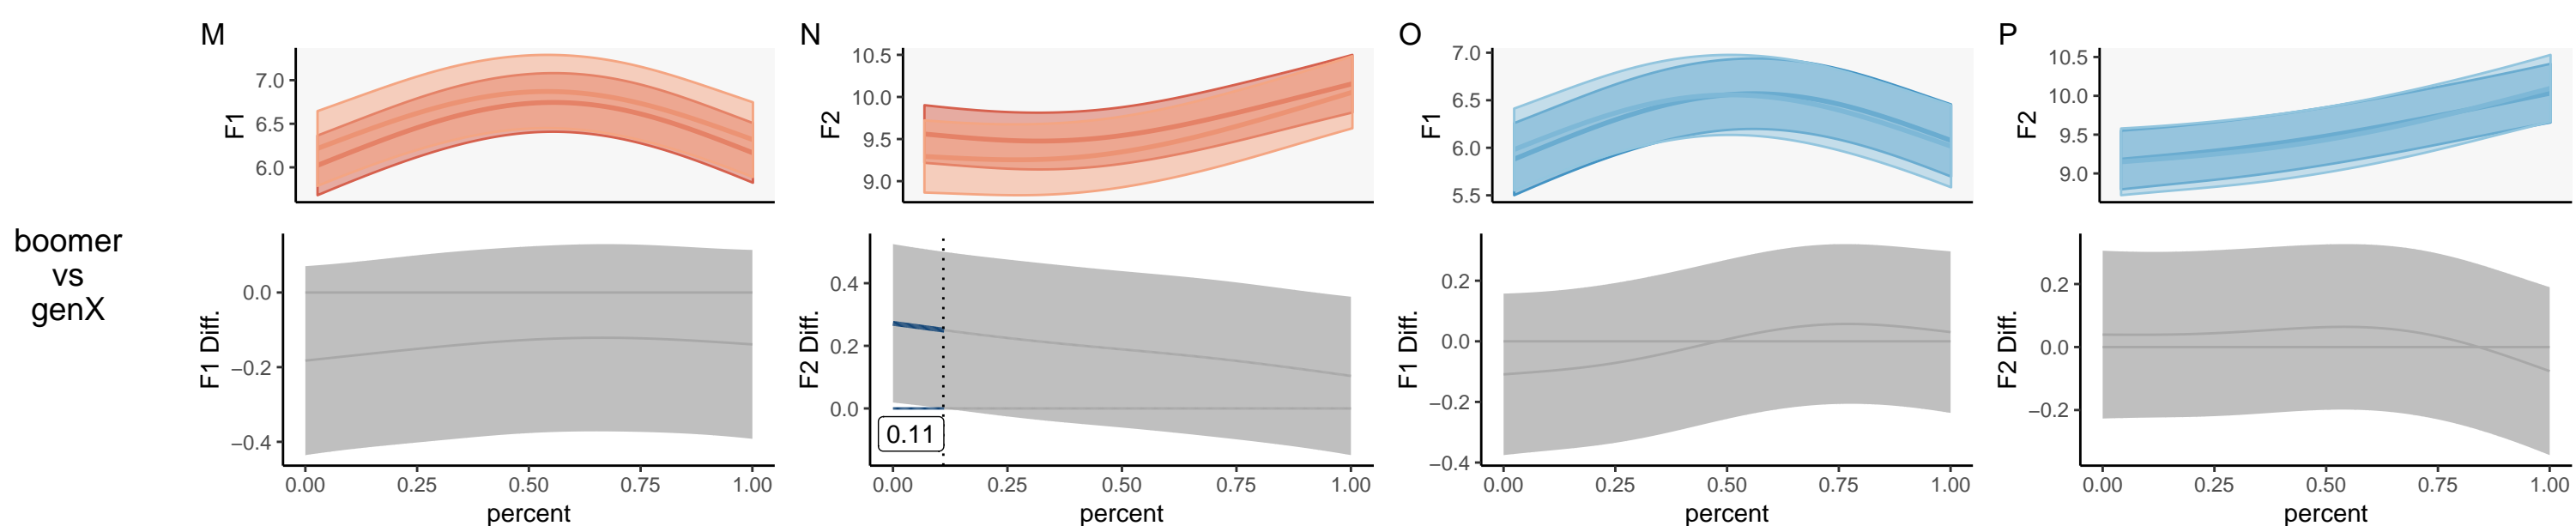 M
F1
7.0
6.5
6.0
N
F2
10.5
10.0
9.5
9.0
O
F1
7.0
6.5
6.0
5.5
P
F2
10.5
10.0
9.5
9.0
boomer
vs
genX
F1 Diff.
0.0
−0.2
−0.4
0.00 0.25 0.50 0.75 1.00
percent
F2 Diff.
0.4
0.2
0.0
0.11
0.00 0.25 0.50 0.75 1.00
percent
F1 Diff.
0.2
0.0
−0.2
−0.4
0.00 0.25 0.50 0.75 1.00
percent
F2 Diff.
0.2
0.0
−0.2
0.00 0.25 0.50 0.75 1.00
percent